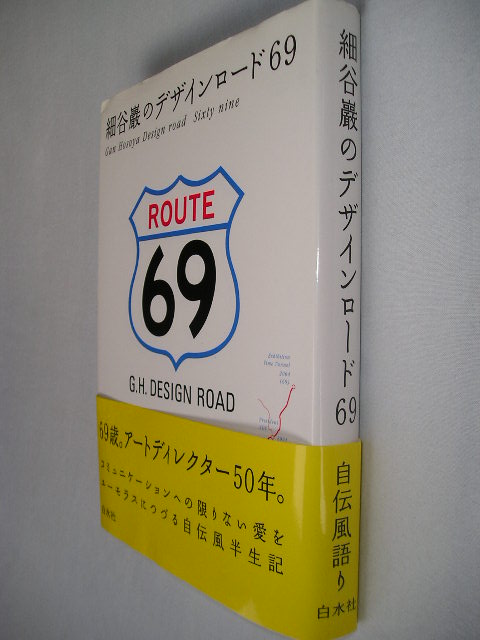 細谷巖のデザインロード69
Gan Hosoya Design road Sixty nine
ROUTE
69
G.H. DESIGN ROAD
69歳。アートディレクター50年。
コミュニケーションへの限りない愛を
ユーモラスにつづる自伝風半生記
白水社
細谷巖のデザインロード69
自伝風語り
白水社